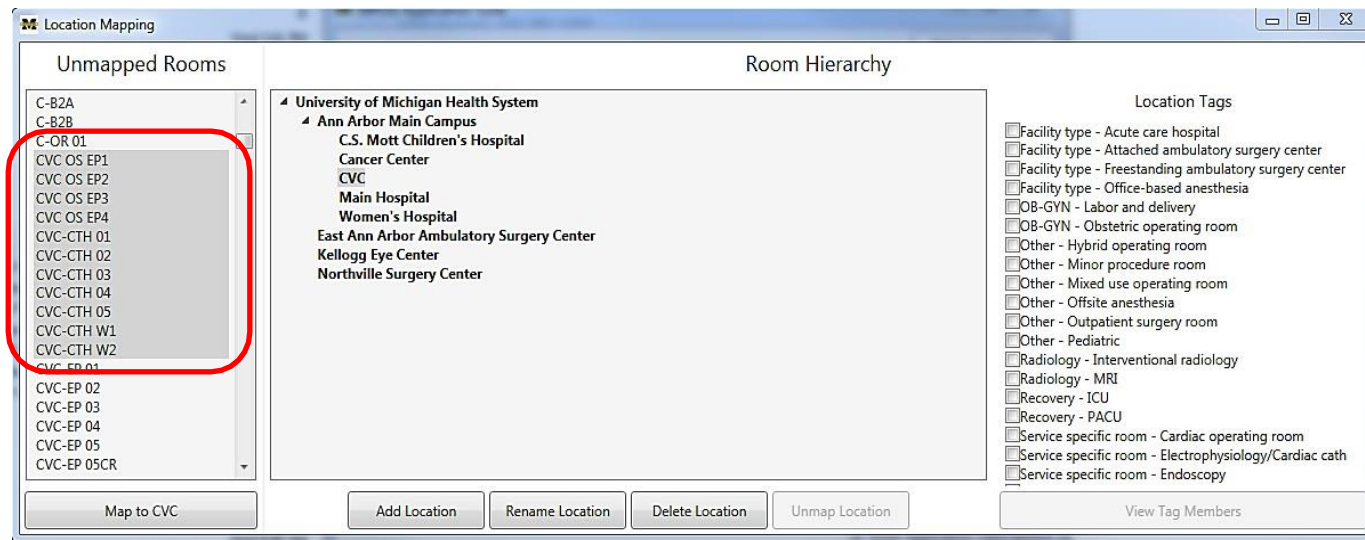 Location Mapping
Unmapped Rooms
Room Hierarchy
C-B2A
C-B2B
C-OR 01
CVC OS EP1
CVC OS EP2
CVC OS EP3
CVC OS EP4
CVC-CTH 01
CVC-CTH 02
CVC-CTH 03
CVC-CTH 04
CVC-CTH 05
CVC-CTH W1
CVC-CTH W2
CVC-EP 01
CVC-EP 02
CVC-EP 03
CVC-EP 04
CVC-EP 05
CVC-EP 05CR
Map to CVC
University of Michigan Health System
Ann Arbor Main Campus
C.S. Mott Children's Hospital
Cancer Center
CVC
Main Hospital
Women's Hospital
East Ann Arbor Ambulatory Surgery Center
Kellogg Eye Center
Northville Surgery Center
Add Location
Rename Location
Delete Location
Unmap Location
Location Tags
Facility type - Acute care hospital
Facility type - Attached ambulatory surgery center
Facility type - Freestanding ambulatory surgery center
Facility type - Office-based anesthesia
OB-GYN - Labor and delivery
OB-GYN - Obstetric operating room
Other - Hybrid operating room
Other - Minor procedure room
Other - Mixed use operating room
Other - Offsite anesthesia
Other - Outpatient surgery room
Other - Pediatric
Radiology - Interventional radiology
Radiology - MRI
Recovery - ICU
Recovery - PACU
Service specific room - Cardiac operating room
Service specific room - Electrophysiology/Cardiac cath
Service specific room - Endoscopy
View Tag Members